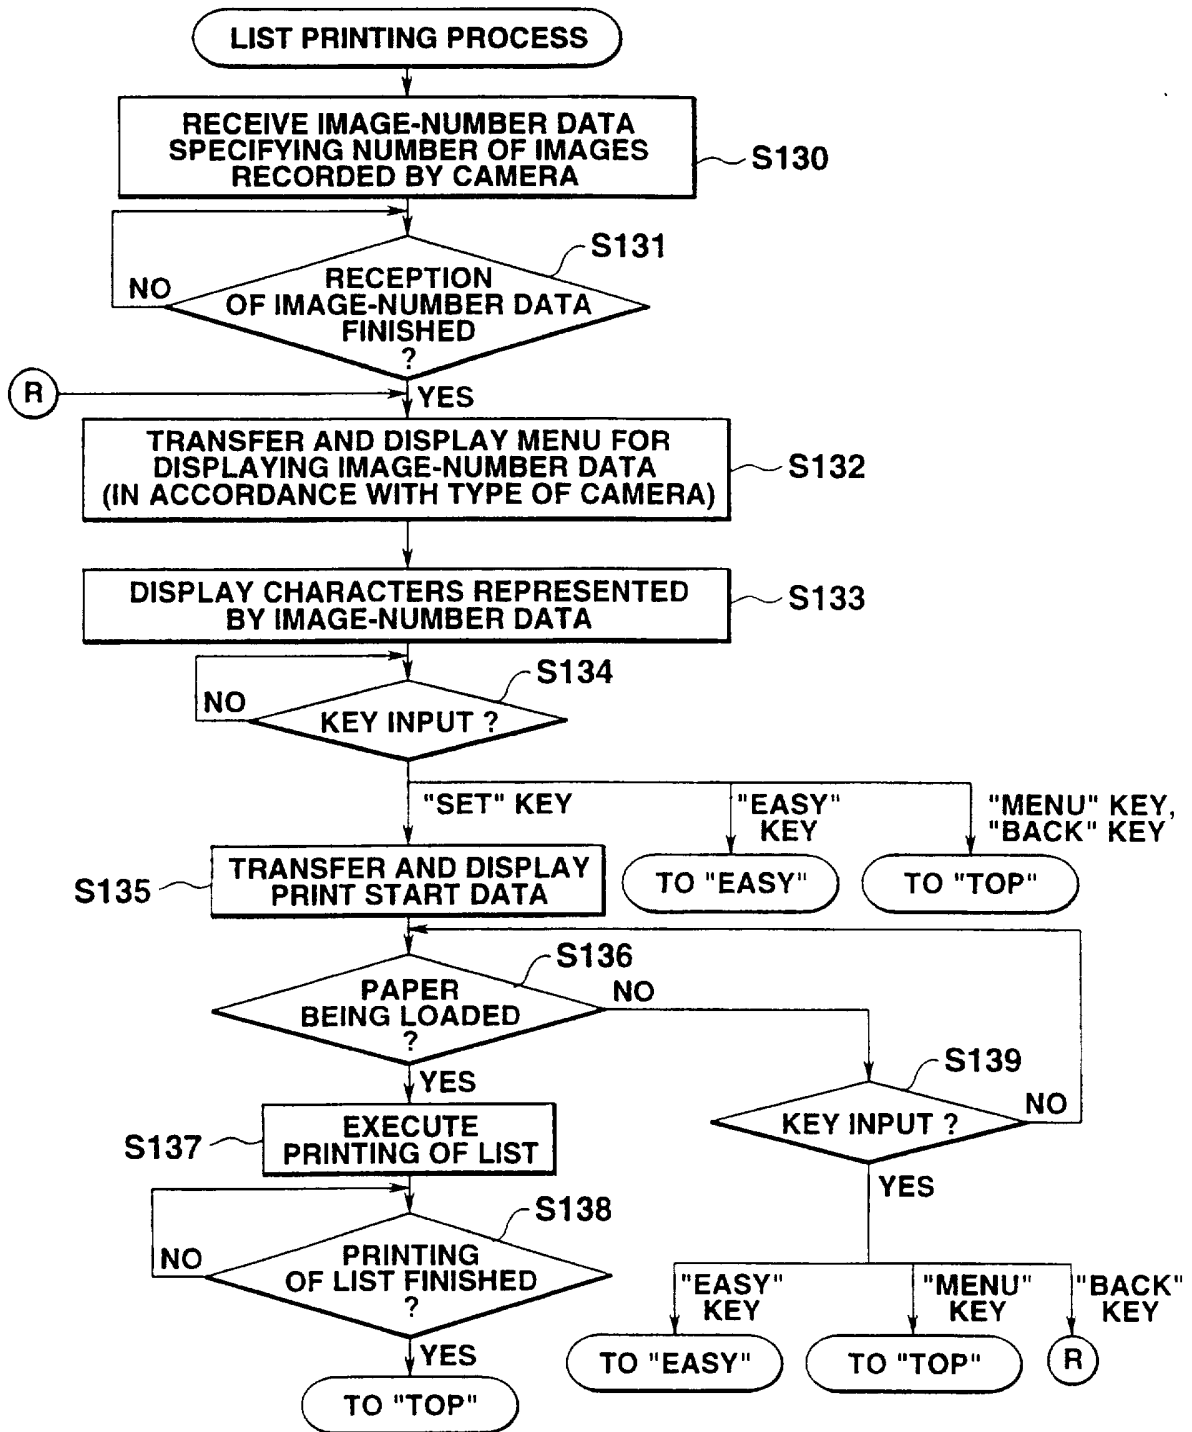 LIST PRINTING PROCESS
RECEIVE IMAGE-NUMBER DATA
SPECIFYING NUMBER OF IMAGES
RECORDED BY CAMERA
S130
S131
RECEPTION
OF IMAGE-NUMBER DATA
FINISHED
?
NO
R
YES
TRANSFER AND DISPLAY MENU FOR
DISPLAYING IMAGE-NUMBER DATA
(IN ACCORDANCE WITH TYPE OF CAMERA)
S132
DISPLAY CHARACTERS REPRESENTED
BY IMAGE-NUMBER DATA
S133
S134
NO
KEY INPUT ?
"SET" KEY
"EASY"
KEY
"MENU" KEY,
"BACK" KEY
S135
TRANSFER AND DISPLAY
PRINT START DATA
TO "EASY"
TO "TOP"
S136
PAPER
BEING LOADED
?
NO
YES
S139
KEY INPUT ?
NO
YES
S137
EXECUTE
PRINTING OF LIST
S138
NO
PRINTING
OF LIST FINISHED
?
YES
TO "TOP"
"EASY"
KEY
"MENU"
KEY
"BACK"
KEY
TO "EASY"
TO "TOP"
R